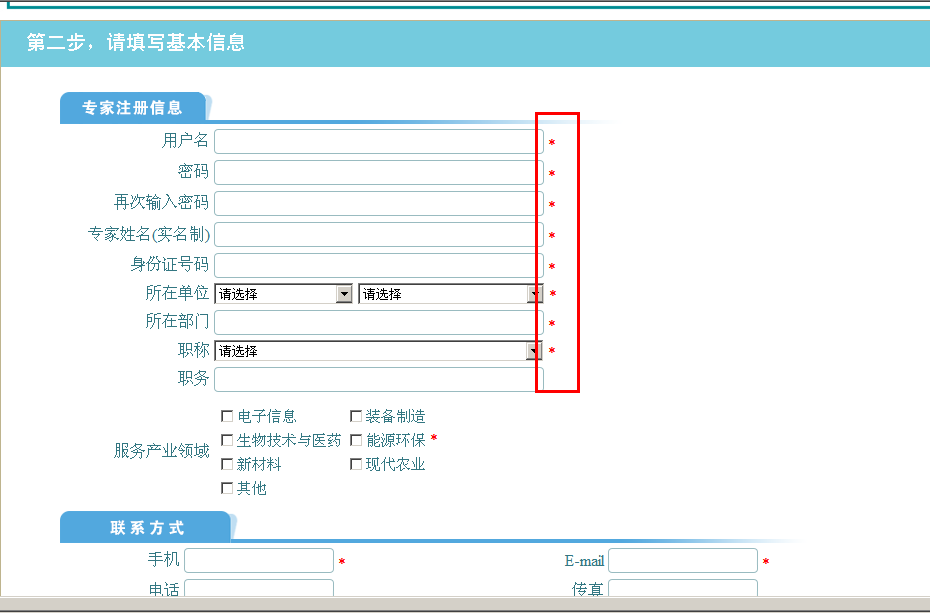 第二步，请填写基本信息
专家注册信息
用户名 *
密码 *
再次输入密码 *
专家姓名(实名制) *
身份证号码 *
所在单位 请选择 请选择 *
所在部门 *
职称 请选择 *
职务
电子信息 装备制造
生物技术与医药 能源环保 *
服务产业领域
新材料 现代农业
其他
联系方式
手机 * E-mail *
电话 传真